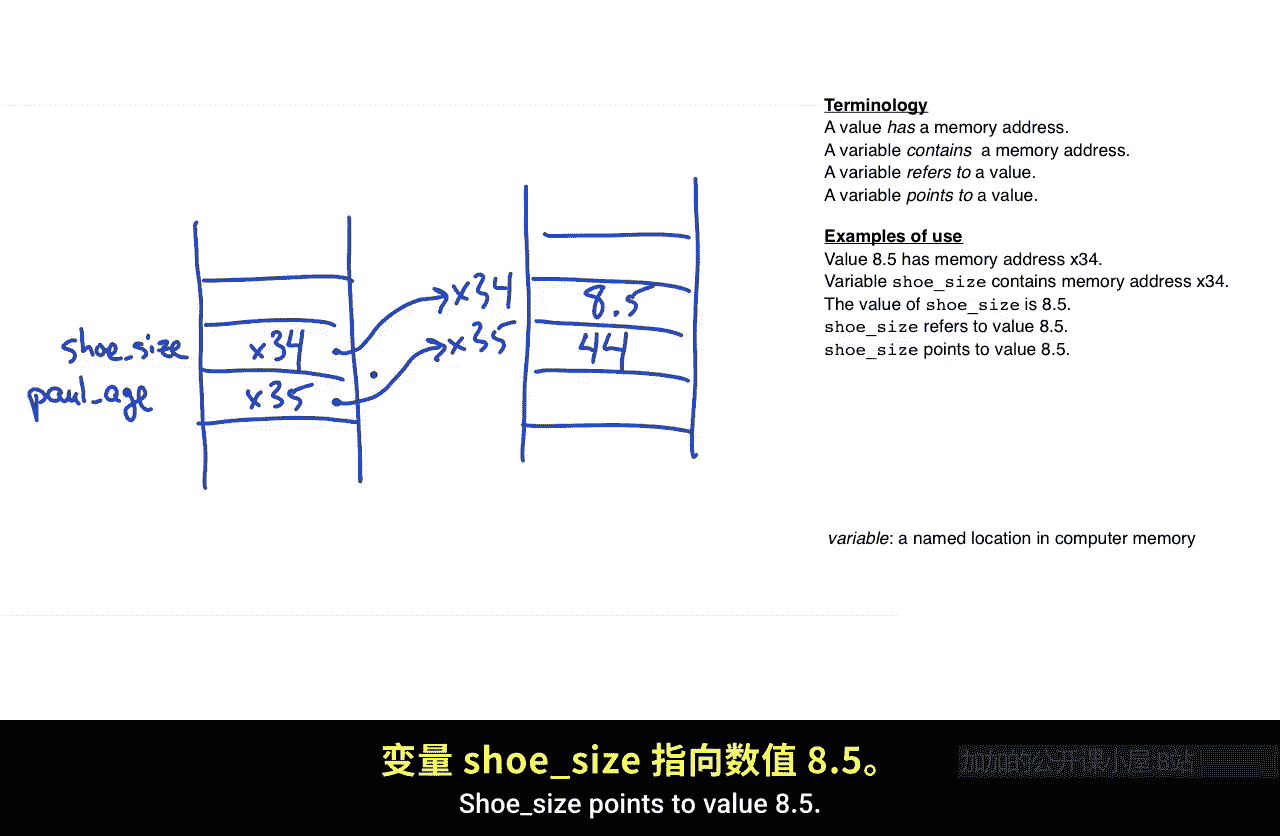 Terminology
A value has a memory address.
A variable contains a memory address.
A variable refers to a value.
A variable points to a value.
Examples of use
Value 8.5 has memory address x34.
Variable shoe_size contains memory address x34.
The value of shoe_size is 8.5.
shoe_size refers to value 8.5.
shoe_size points to value 8.5.
x34 8.5
shoe_size x34 x35 44
paul_age x35
variable: a named location in computer memory
变量 shoe_size 指向数值 8.5。
加加的公开课小屋 B站
Shoe_size points to value 8.5.